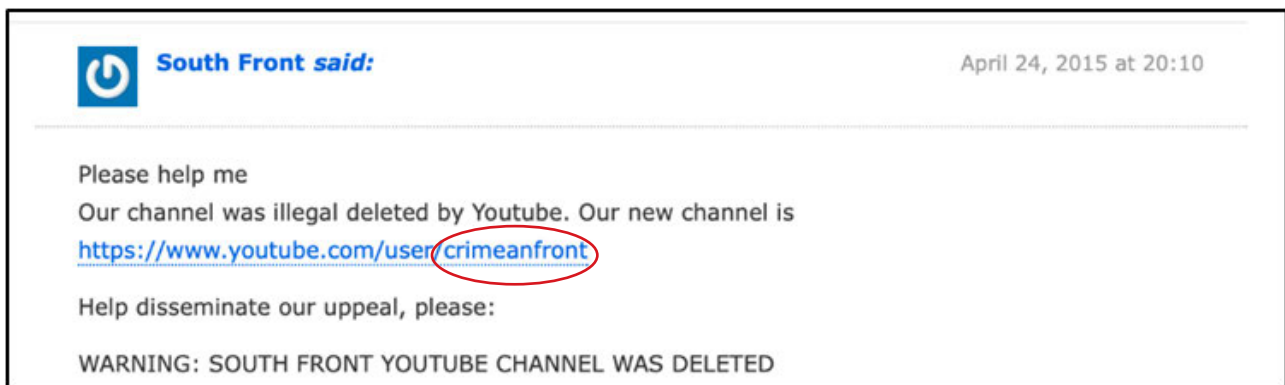 South Front said:
April 24, 2015 at 20:10
Please help me
Our channel was illegal deleted by Youtube. Our new channel is
https://www.youtube.com/user/crimeanfront
Help disseminate our uppeal, please:
WARNING: SOUTH FRONT YOUTUBE CHANNEL WAS DELETED